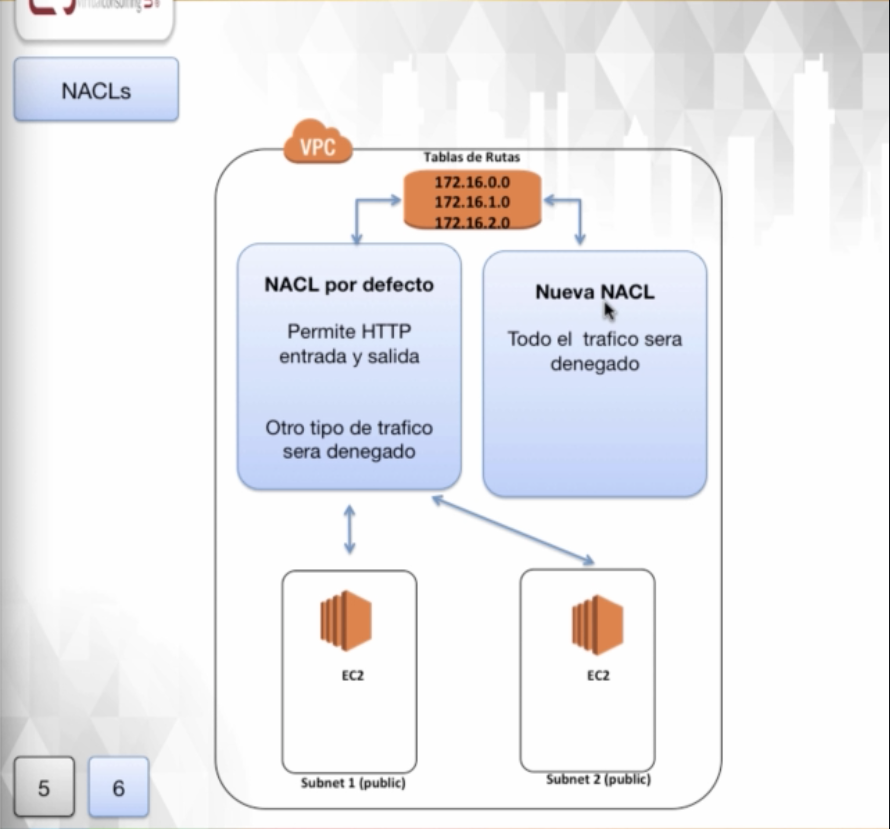 NACLs
VPC
Tablas de Rutas
172.16.0.0
172.16.1.0
172.16.2.0
NACL por defecto
Permite HTTP
entrada y salida
Otro tipo de trafico
sera denegado
Nueva NACL
Todo el trafico sera
denegado
EC2
Subnet 1 (public)
EC2
Subnet 2 (public)
5
6